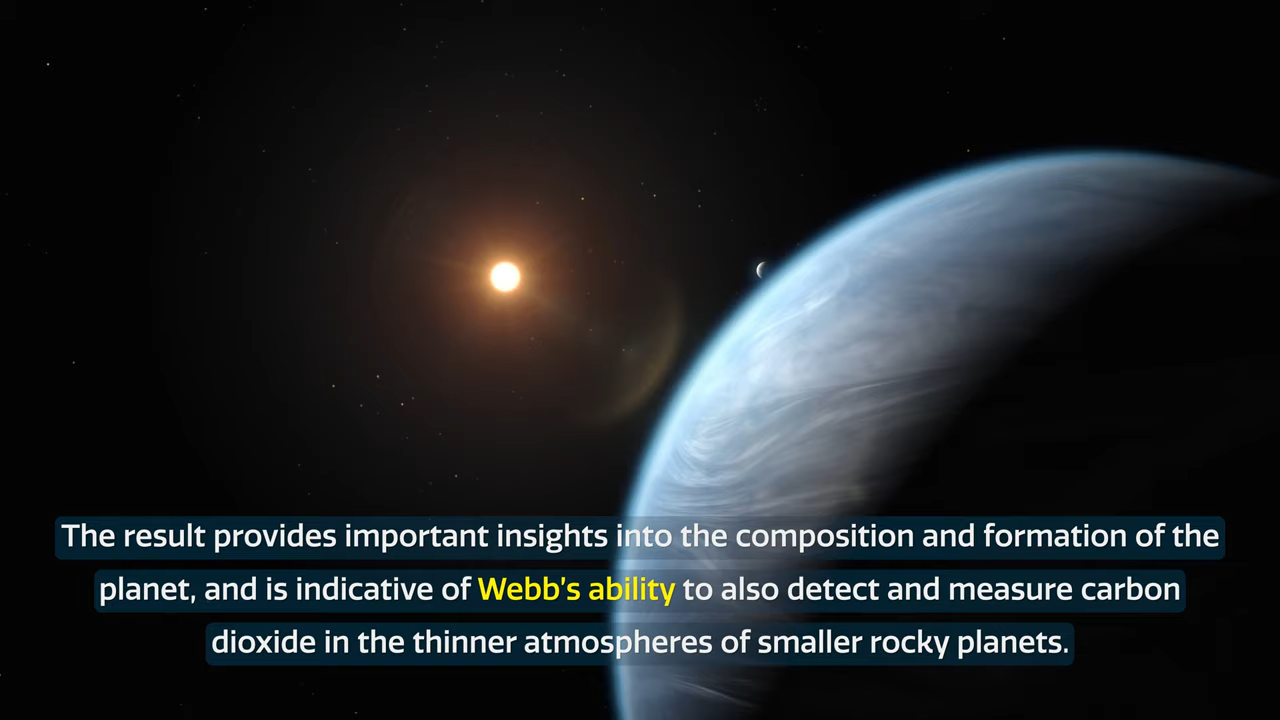 The result provides important insights into the composition and formation of the
planet, and is indicative of Webb's ability to also detect and measure carbon
dioxide in the thinner atmospheres of smaller rocky planets.